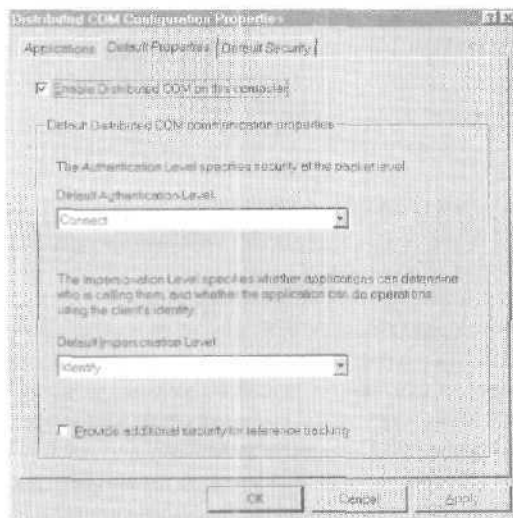 Distributed COM Configuration Properties
Applications Default Properties Default Security
Enable Distributed COM on this computer
Default Distributed COM communication properties
The Authentication Level specifies security at the packet level.
Default Authentication Level:
Connect
The Impersonation Level specifies whether applications can determine
who is calling them, and whether the application can do operations
using the client's identity.
Default Impersonation Level:
Identify
Provide additional security for reference tracking
OK Cancel Apply